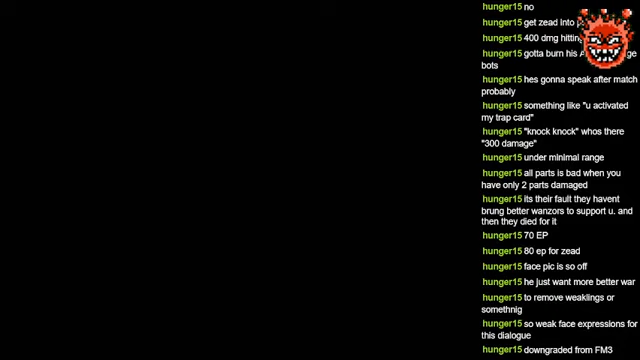 hunger15 no
hunger15 get zead into
hunger15 400 dmg hitting
hunger15 gotta burn his
bots
hunger15 hes gonna speak after match
probably
hunger15 something like "u activated
my trap card"
hunger15 "knock knock" whos there
"300 damage"
hunger15 under minimal range
hunger15 all parts is bad when you
have only 2 parts damaged
hunger15 its their fault they havent
brung better wanzors to support u. and
then they died for it
hunger15 70 EP
hunger15 80 ep for zead
hunger15 face pic is so off
hunger15 he just want more better war
hunger15 to remove weaklings or
somethnig
hunger15 so weak face expressions for
this dialogue
hunger15 downgraded from FM3